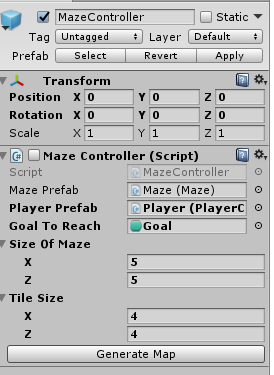 MazeController Static
Tag Untagged Layer Default
Prefab Select Revert Apply
Transform
Position X 0 Y 0 Z 0
Rotation X 0 Y 0 Z 0
Scale X 1 Y 1 Z 1
Maze Controller (Script)
Script MazeController
Maze Prefab Maze (Maze)
Player Prefab Player (PlayerC
Goal To Reach Goal
Size Of Maze
X 5
Z 5
Tile Size
X 4
Z 4
Generate Map